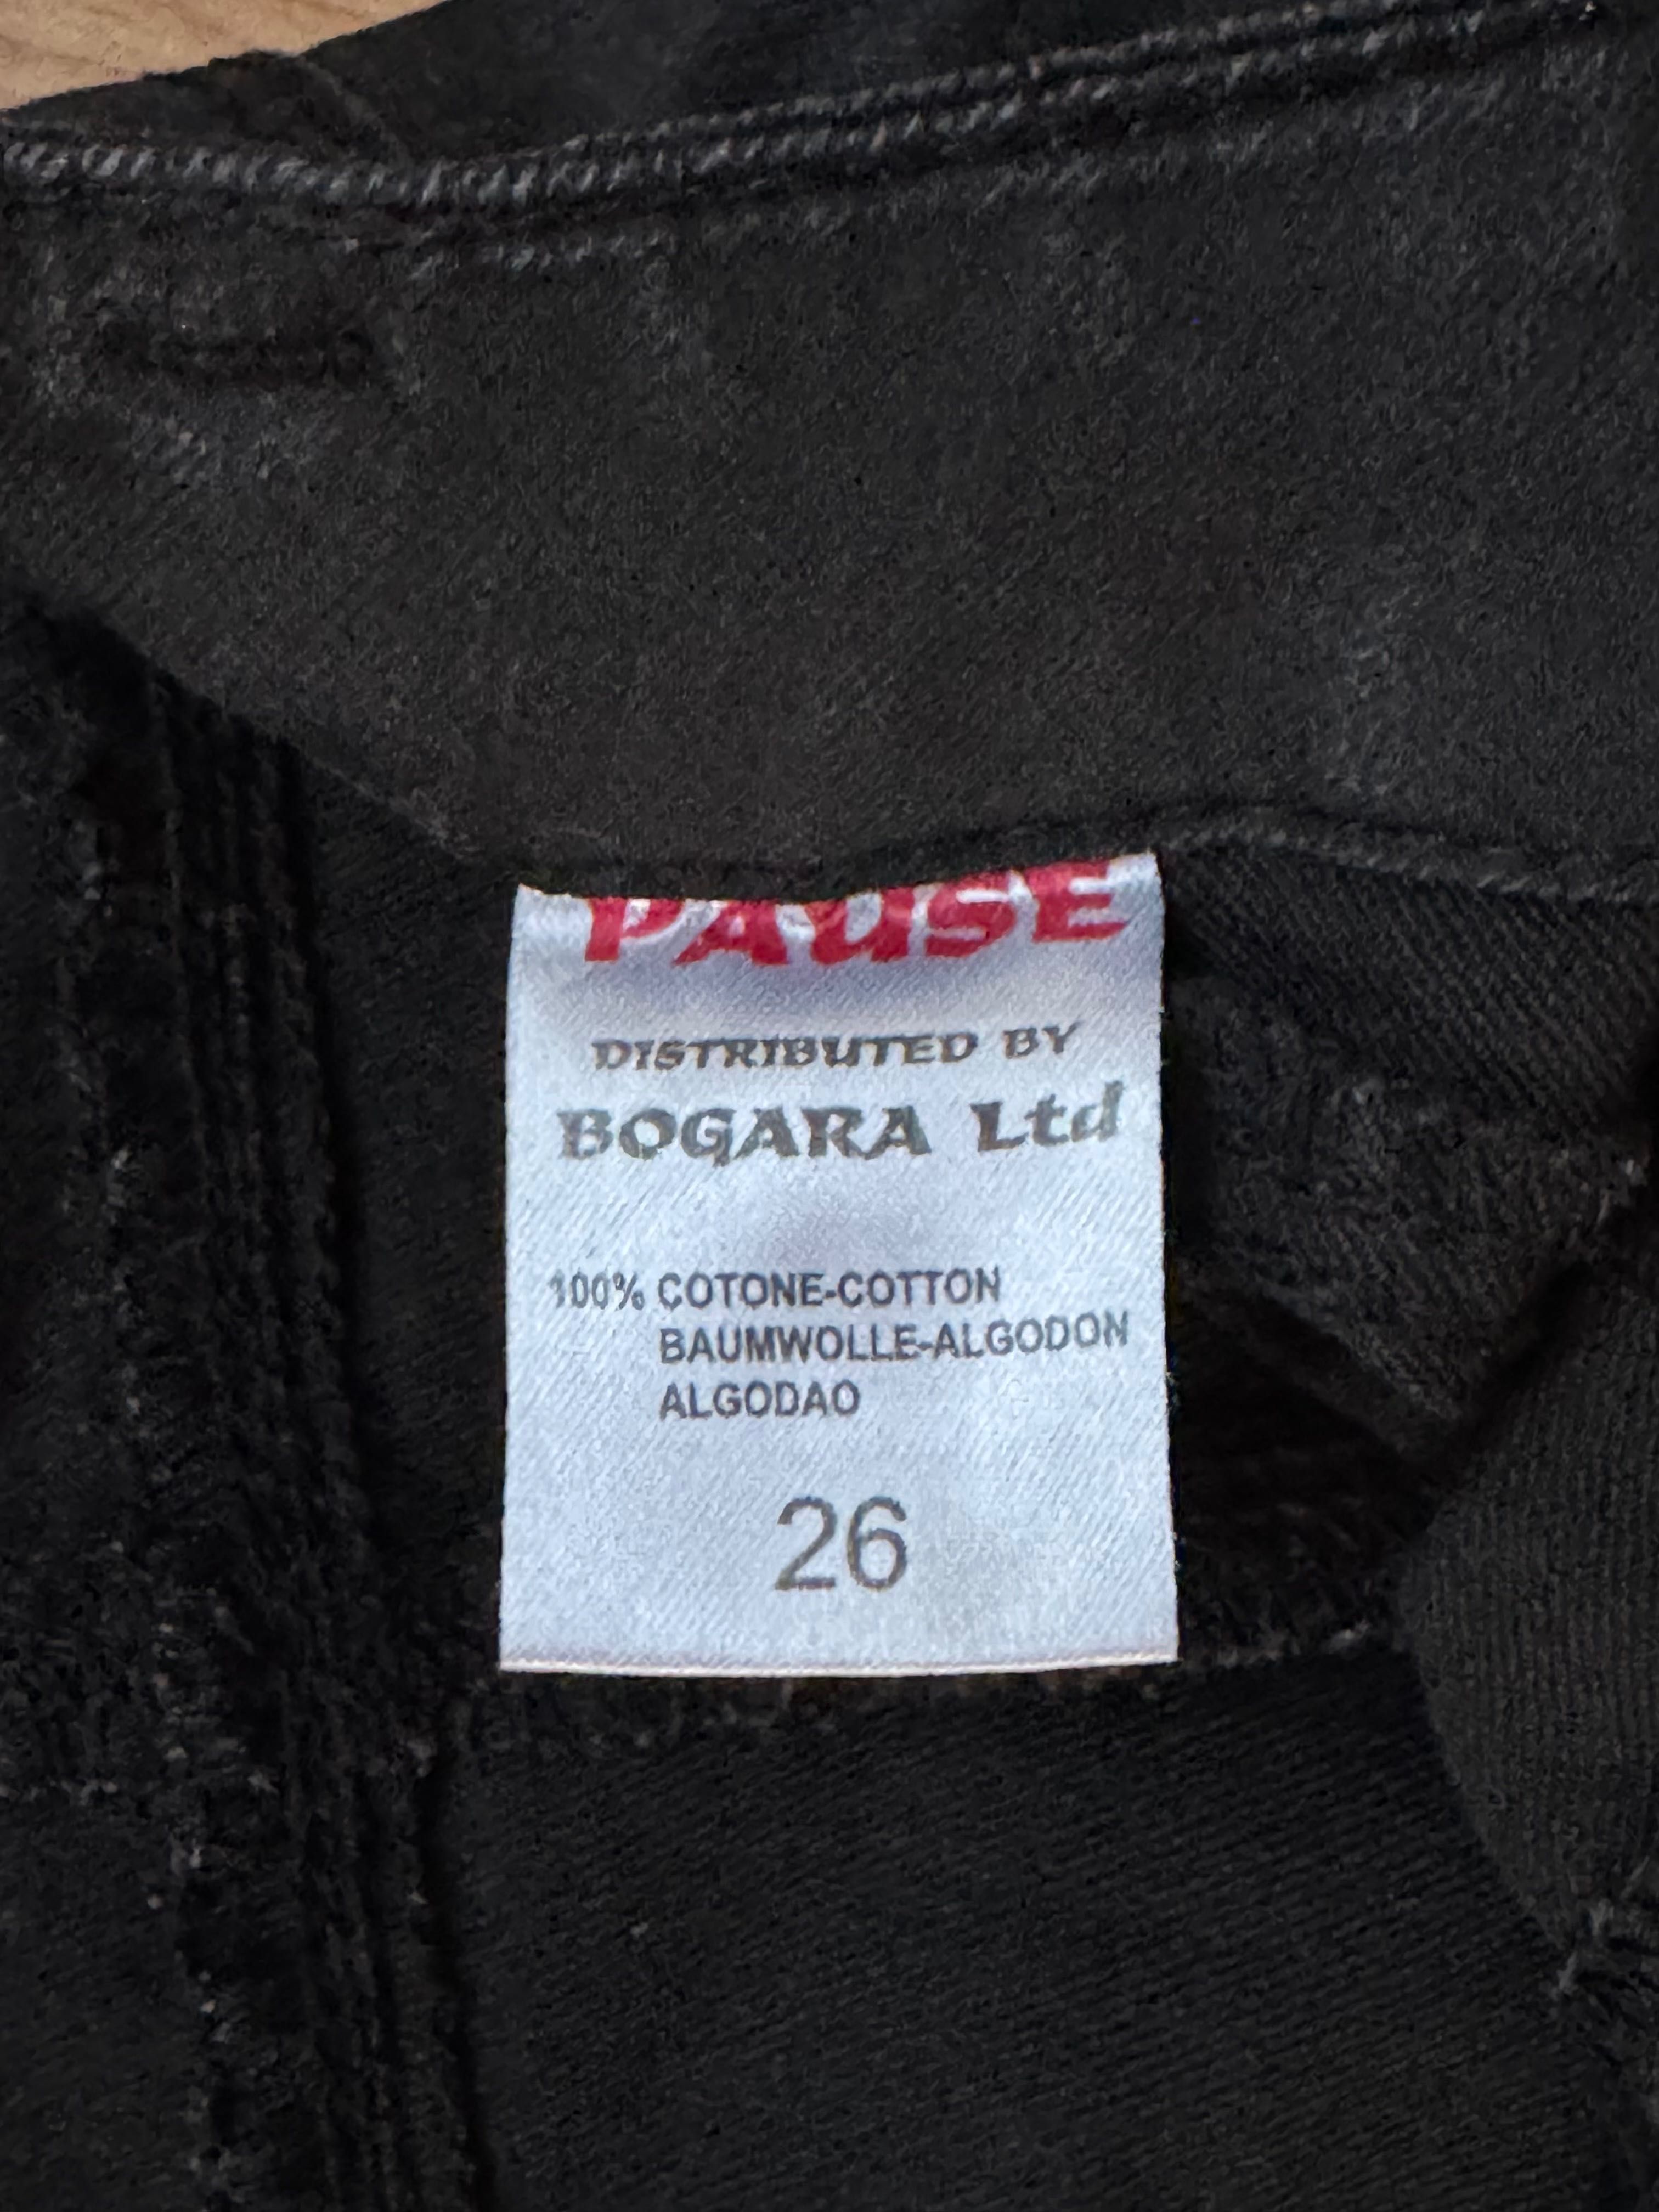 PAUSE
DISTRIBUTED BY
BOGARA Ltd
100% COTONE-COTTON
BAUMWOLLE-ALGODON
ALGODAO
26